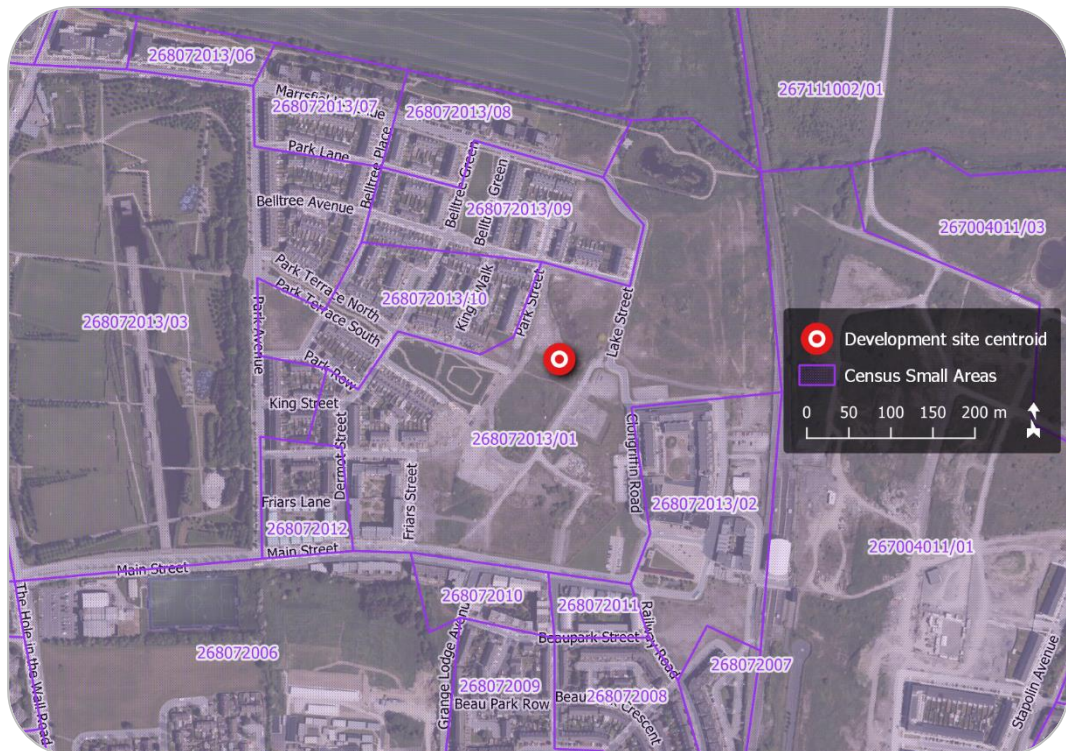 268072013/06
267111002/01
Marrsfield Avenue
268072013/07
268072013/08
Park Lane
Belltree Place
Belltree Green
Belltree Green
Belltree Avenue
268072013/09
267004011/03
Park Terrace North
Park Terrace South
268072013/10
King Walk
Park Street
Lake Street
268072013/03
Park Avenue
Development site centroid
Census Small Areas
0 50 100 150 200 m
Park Row
King Street
Dermot Street
268072013/01
Clongriffin Road
Friars Street
Friars Lane
268072013/02
268072012
Main Street
267004011/01
Main Street
The Hole in the Wall Road
268072010
268072011
Grange Lodge Avenue
Railway Road
Beaupark Street
268072006
268072007
268072009
268072008
Beau Park Row
Crescent
Stapolin Avenue